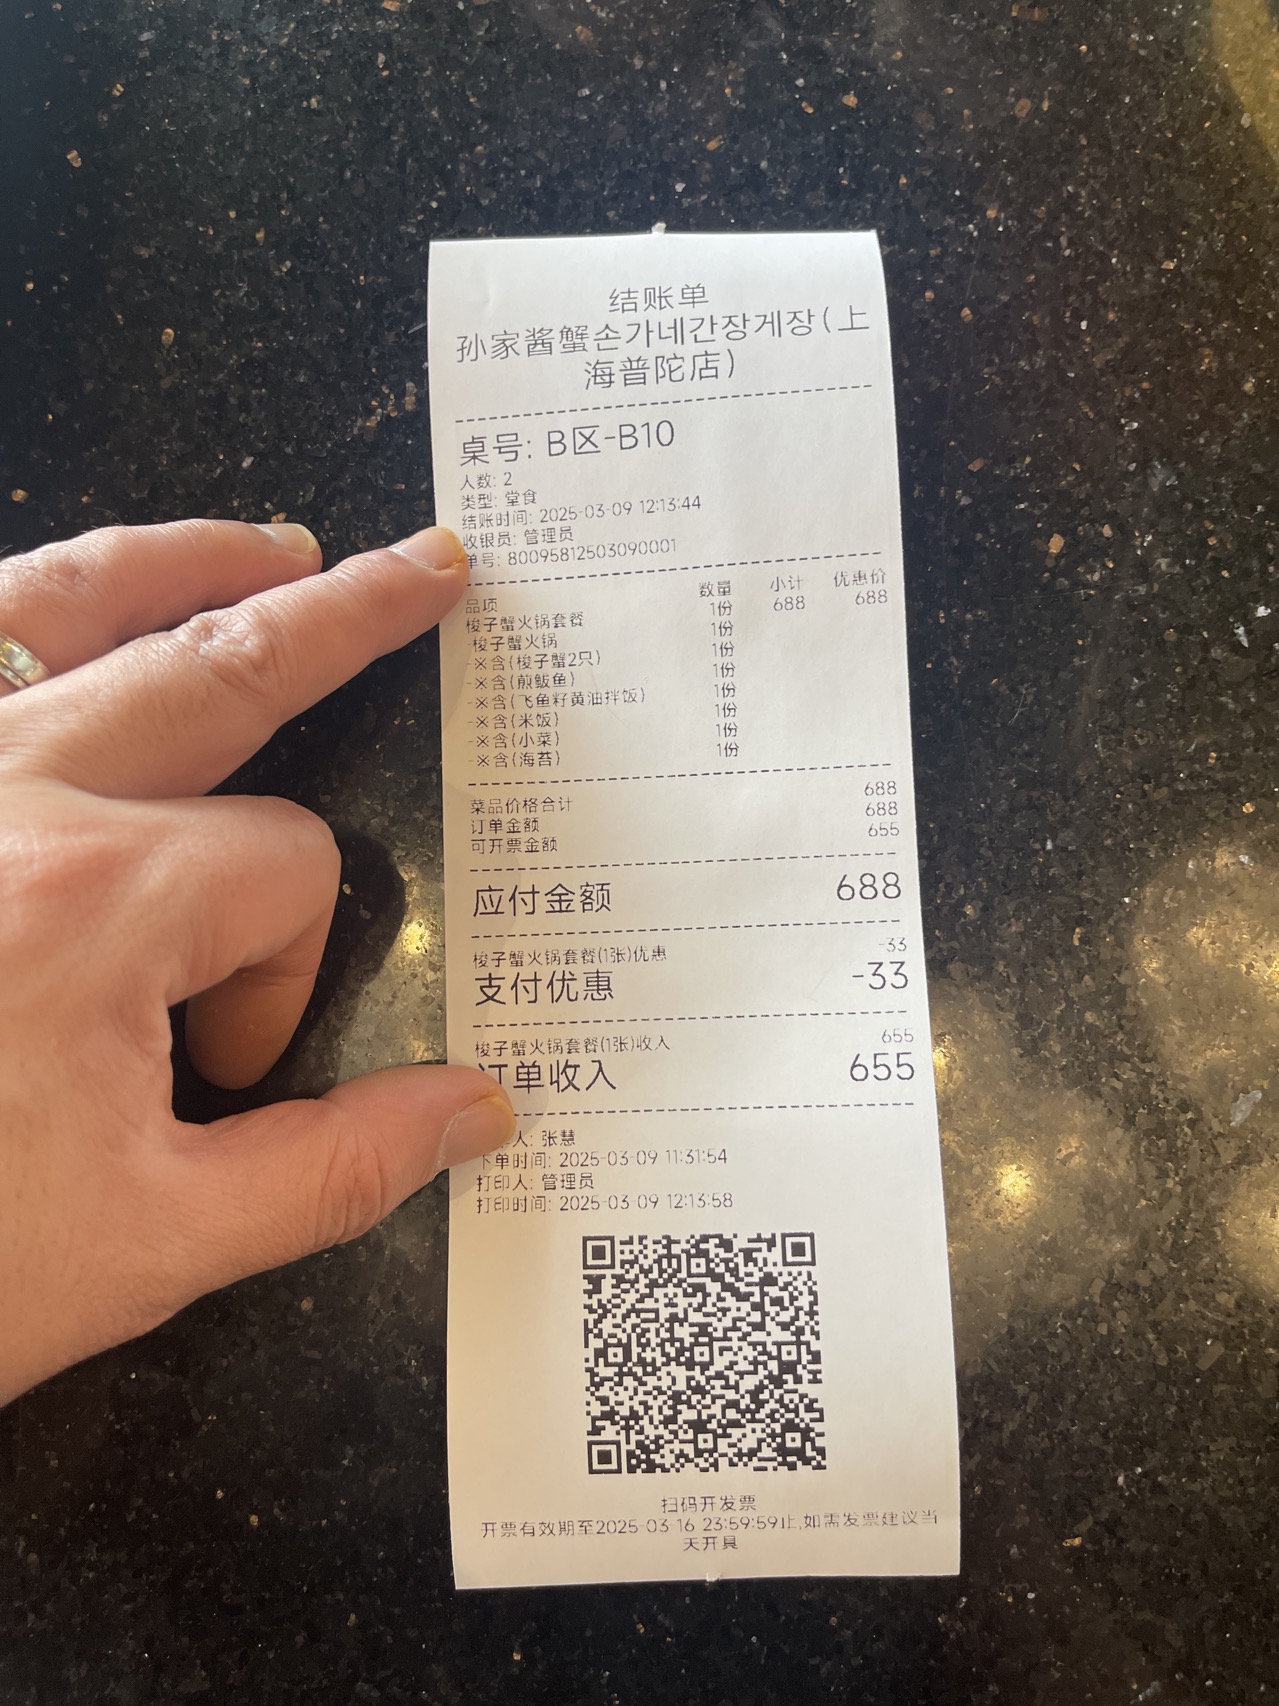 结账单
孙家酱蟹손가네간장게장(上
海普陀店)
桌号: B区-B10
人数: 2
类型: 堂食
结账时间: 2025-03-09 12:13:44
收银员: 管理员
单号: 80095812503090001
品项 数量 小计 优惠价
梭子蟹火锅套餐 1份 688 688
-梭子蟹火锅 1份
-※含(梭子蟹2只) 1份
-※含(煎鲅鱼) 1份
-※含(飞鱼籽黄油拌饭) 1份
-※含(米饭) 1份
-※含(小菜) 1份
-※含(海苔) 1份
菜品价格合计 688
订单金额 688
可开票金额 655
应付金额 688
梭子蟹火锅套餐(1张)优惠 -33
支付优惠 -33
梭子蟹火锅套餐(1张)收入 655
订单收入 655
人: 张慧
下单时间: 2025-03-09 11:31:54
打印人: 管理员
打印时间: 2025-03-09 12:13:58
扫码开发票
开票有效期至2025-03-16 23:59:59止,如需发票建议当
天开具